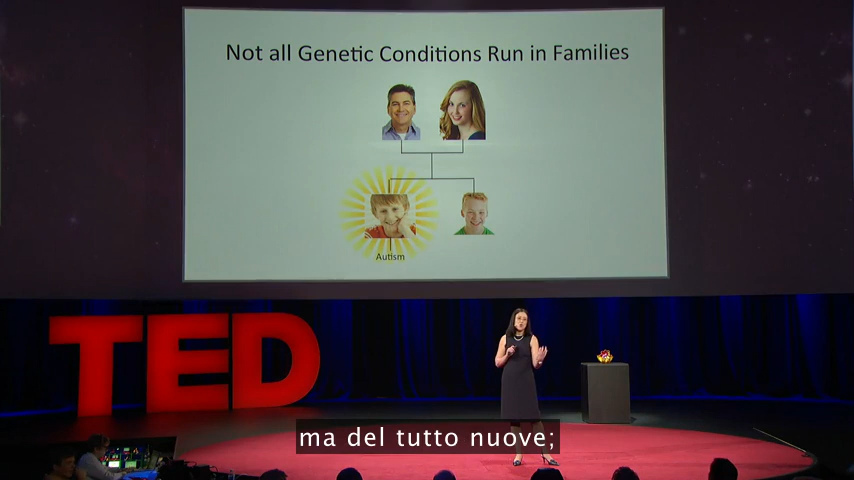 Not all Genetic Conditions Run in Families
Autism
TED
ma del tutto nuove;